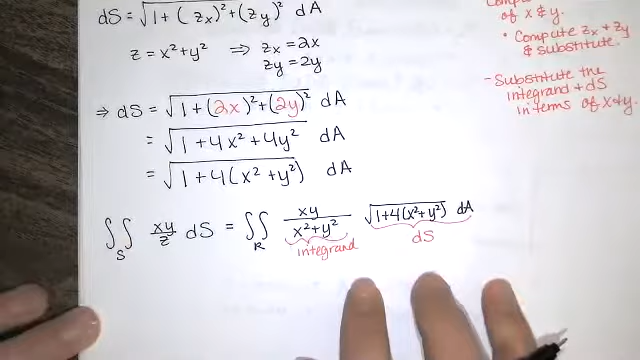 dS = √(1 + (z_x)² + (z_y)²) dA
z = x² + y² ⇒ z_x = 2x
z_y = 2y
⇒ dS = √(1 + (2x)² + (2y)²) dA
= √(1 + 4x² + 4y²) dA
= √(1 + 4(x² + y²)) dA
∬_S xy/z dS = ∬_R xy/(x² + y²) √(1+4(x²+y²)) dA
integrand dS
of x & y.
• Compute z_x + z_y
& substitute.
- Substitute the
integrand + dS
in terms of x + y.